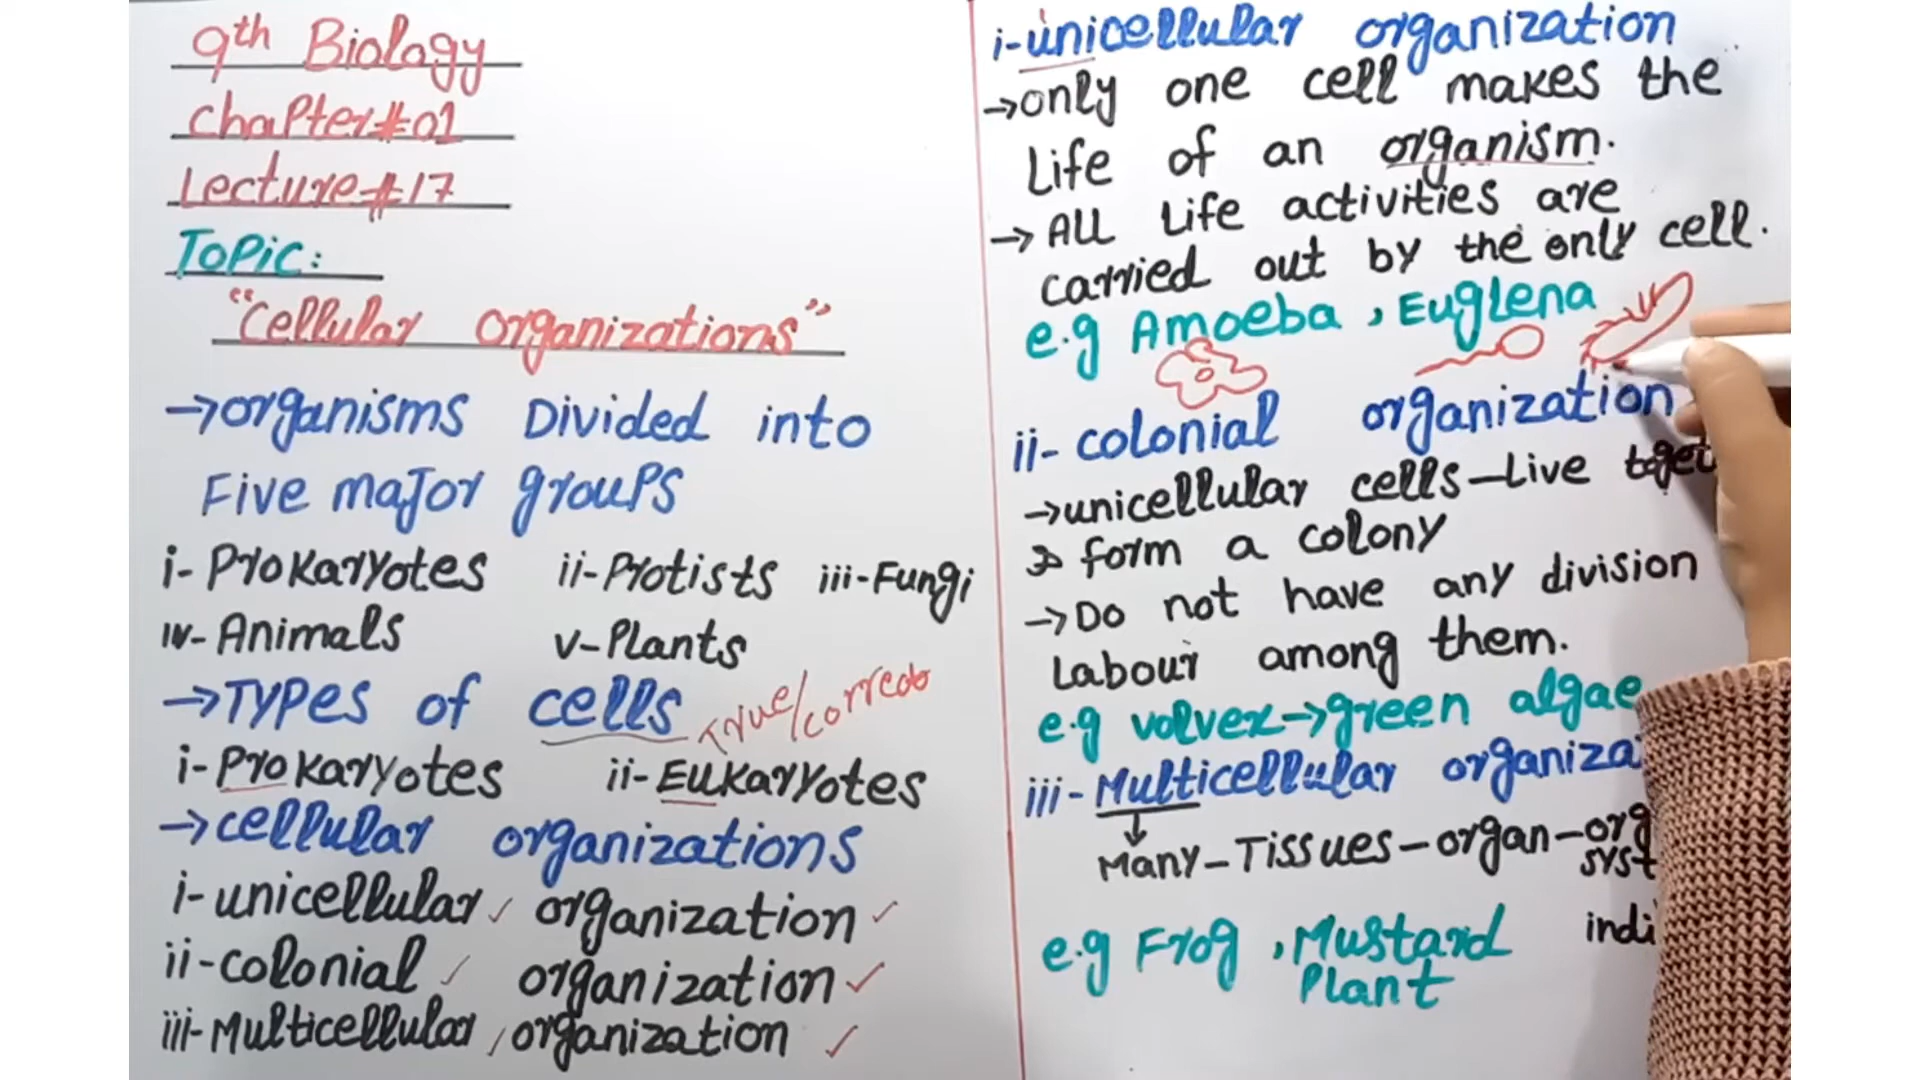 9th Biology
Chapter#01
Lecture#17
Topic:
"Cellular organizations"
→organisms Divided into
Five major groups
i-Prokaryotes ii-Protists iii-Fungi
iv-Animals v-Plants
→Types of cells True/correct
i-Prokaryotes ii-Eukaryotes
→cellular organizations
i-unicellular ✓ organization ✓
ii-colonial ✓ organization ✓
iii-Multicellular ✓ organization ✓
i-unicellular organization
→only one cell makes the
Life of an organism.
→All Life activities are
carried out by the only cell.
e.g Amoeba , Euglena
ii-colonial organization
→unicellular cells-Live
form a colony
→Do not have any division
Labour among them.
e.g volvex→green algae
iii-Multicellular
↓
Many-Tissues-organ-
e.g Frog , Mustard
Plant